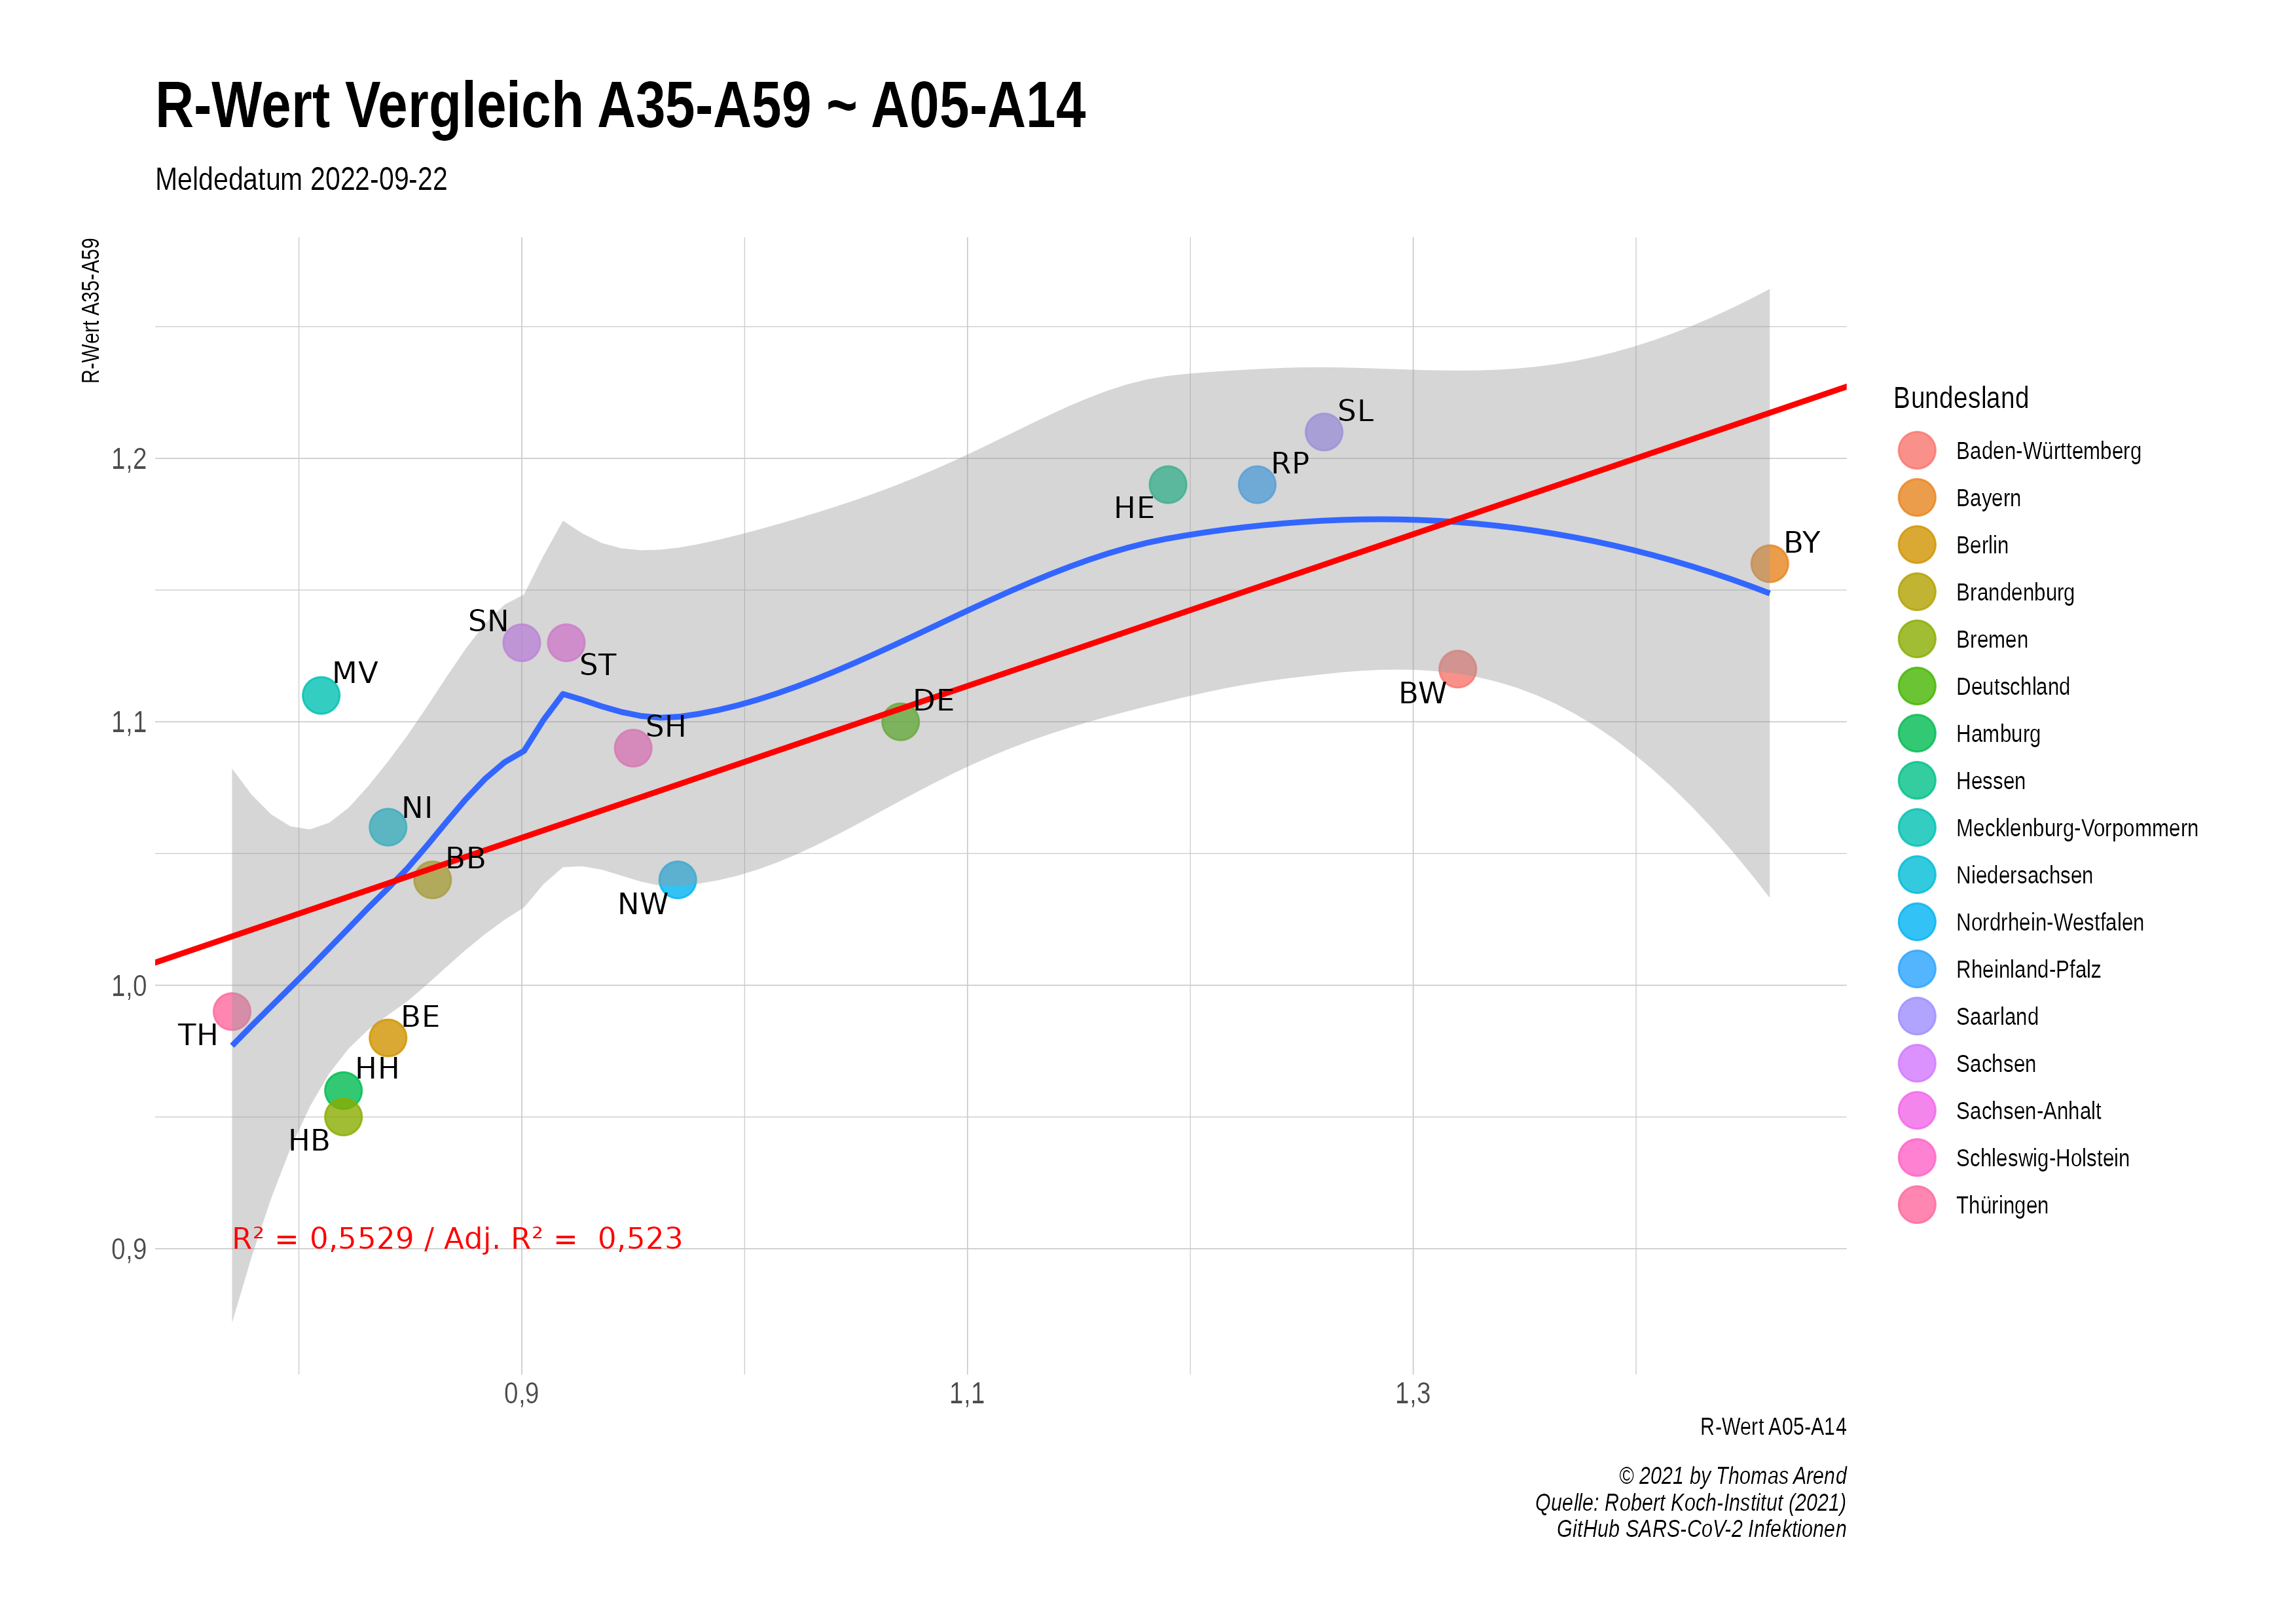 R-Wert Vergleich A35-A59 ~ A05-A14
Meldedatum 2022-09-22
R-Wert A35-A59
1,2
1,1
1,0
0,9
SL
RP
HE
BY
SN
ST
MV
BW
DE
SH
NI
BB
NW
TH
BE
HH
HB
R² = 0,5529 / Adj. R² =  0,523
0,9
1,1
1,3
R-Wert A05-A14
Bundesland
Baden-Württemberg
Bayern
Berlin
Brandenburg
Bremen
Deutschland
Hamburg
Hessen
Mecklenburg-Vorpommern
Niedersachsen
Nordrhein-Westfalen
Rheinland-Pfalz
Saarland
Sachsen
Sachsen-Anhalt
Schleswig-Holstein
Thüringen
© 2021 by Thomas Arend
Quelle: Robert Koch-Institut (2021)
GitHub SARS-CoV-2 Infektionen